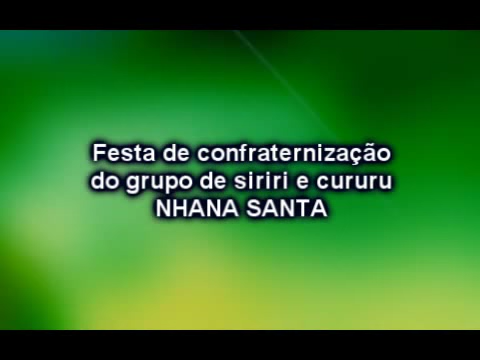 Festa de confraternização
do grupo de siriri e cururu
NHANA SANTA